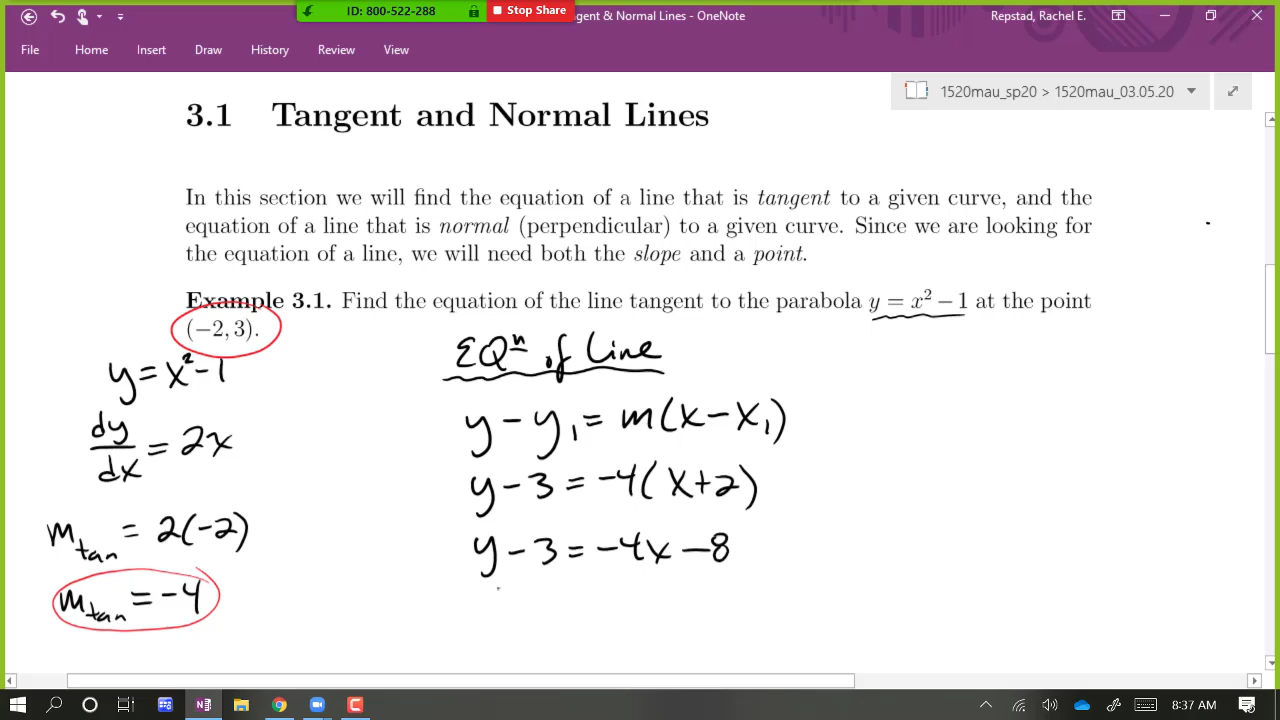 ID: 800-522-288
Stop Share
gent & Normal Lines - OneNote
Repstad, Rachel E.
File Home Insert Draw History Review View
1520mau_sp20 > 1520mau_03.05.20
3.1 Tangent and Normal Lines
In this section we will find the equation of a line that is tangent to a given curve, and the
equation of a line that is normal (perpendicular) to a given curve. Since we are looking for
the equation of a line, we will need both the slope and a point.
Example 3.1. Find the equation of the line tangent to the parabola y = x² − 1 at the point
(−2, 3).
y = x² - 1
dy/dx = 2x
m_tan = 2(-2)
m_tan = -4
EQⁿ of Line
y - y₁ = m(x - x₁)
y - 3 = -4(x+2)
y - 3 = -4x - 8
8:37 AM